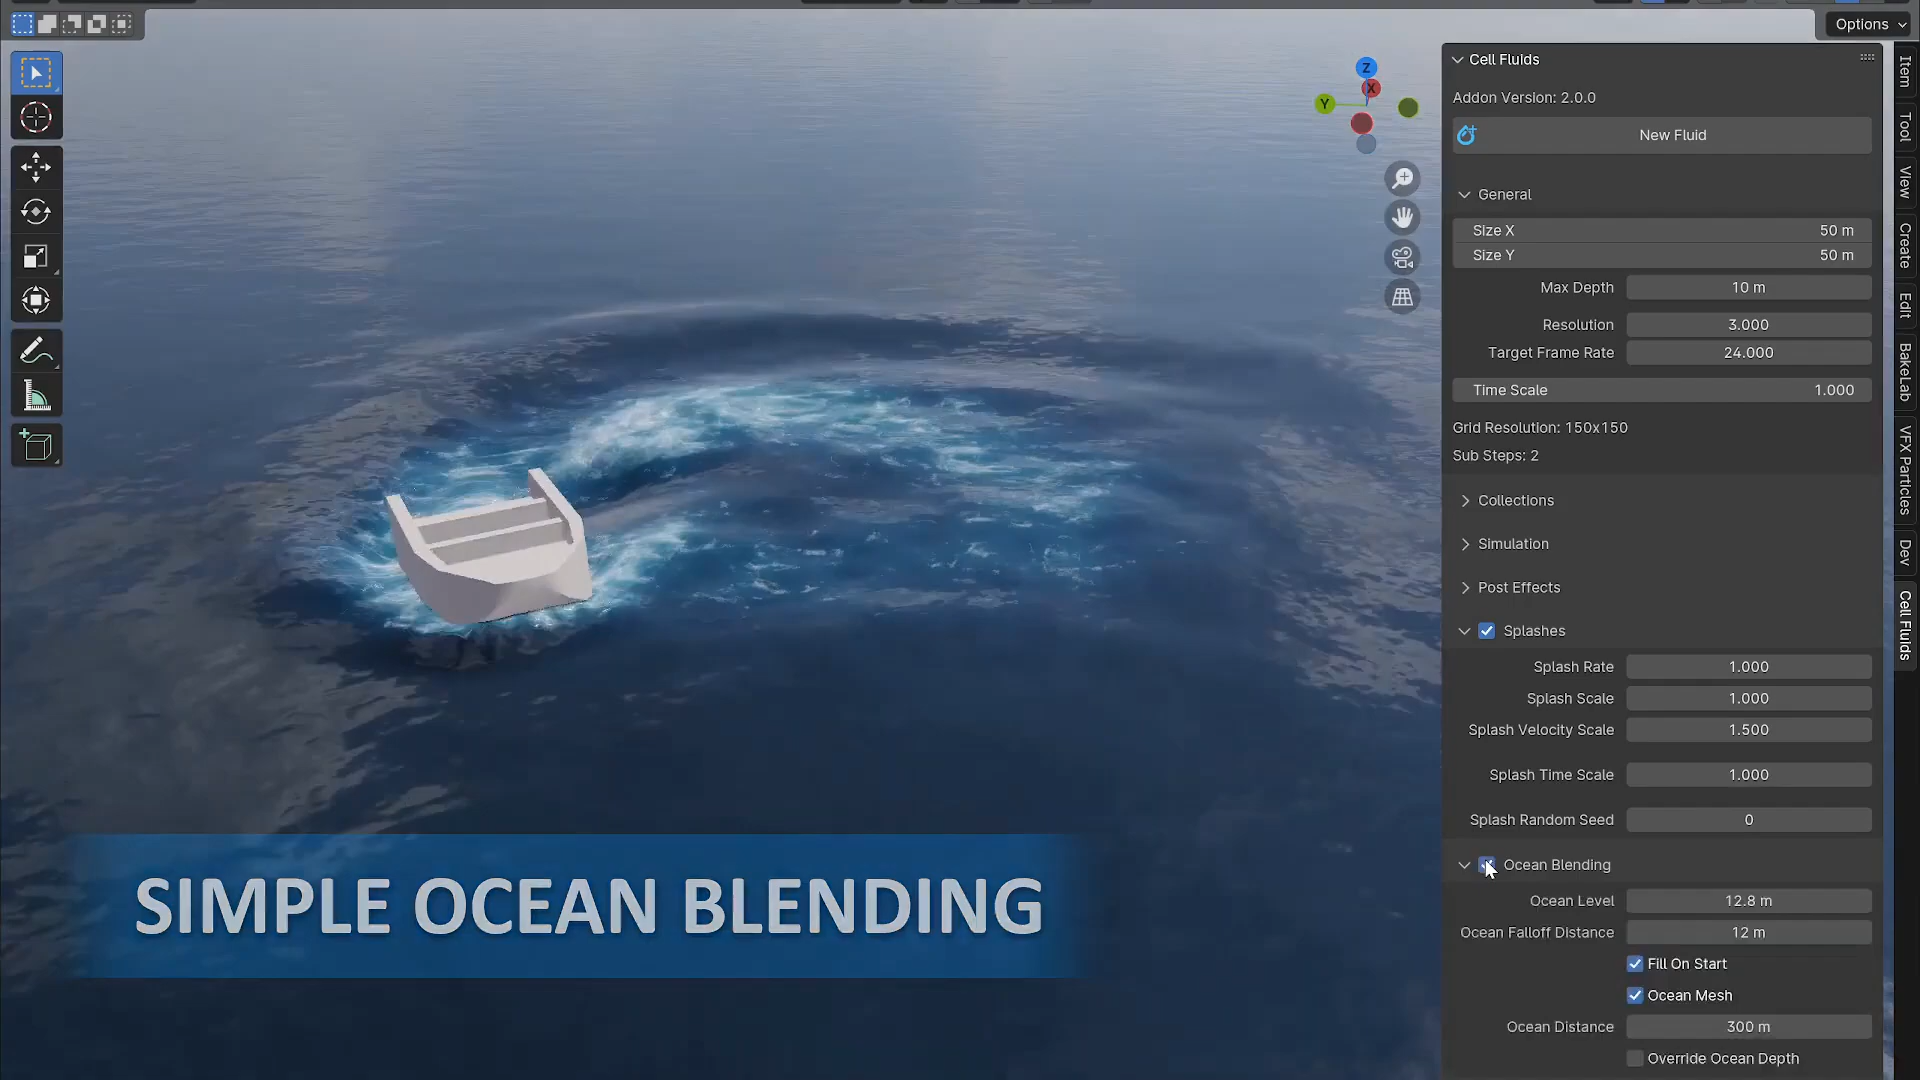 Options
Z
X
Y
Cell Fluids
Addon Version: 2.0.0
New Fluid
General
Size X 50 m
Size Y 50 m
Max Depth 10 m
Resolution 3.000
Target Frame Rate 24.000
Time Scale 1.000
Grid Resolution: 150x150
Sub Steps: 2
Collections
Simulation
Post Effects
Splashes
Splash Rate 1.000
Splash Scale 1.000
Splash Velocity Scale 1.500
Splash Time Scale 1.000
Splash Random Seed 0
Ocean Blending
Ocean Level 12.8 m
Ocean Falloff Distance 12 m
Fill On Start
Ocean Mesh
Ocean Distance 300 m
Override Ocean Depth
Item
Tool
View
Create
Edit
BakeLab
VFX Particles
Dev
Cell Fluids
SIMPLE OCEAN BLENDING